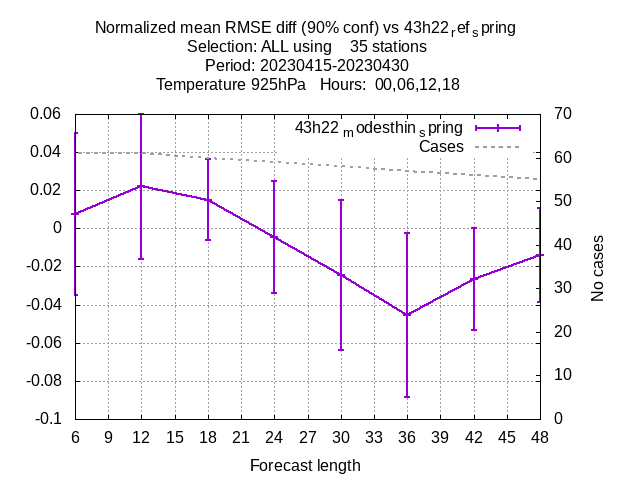 Normalized mean RMSE diff (90% conf) vs 43h22ᵣefₛpring
Selection: ALL using    35 stations
Period: 20230415-20230430
Temperature 925hPa   Hours:  00,06,12,18
43h22ₘodesthinₛpring
Cases
0.06
0.04
0.02
0
-0.02
-0.04
-0.06
-0.08
-0.1
70
60
50
40
30
20
10
0
No cases
6 9 12 15 18 21 24 27 30 33 36 39 42 45 48
Forecast length